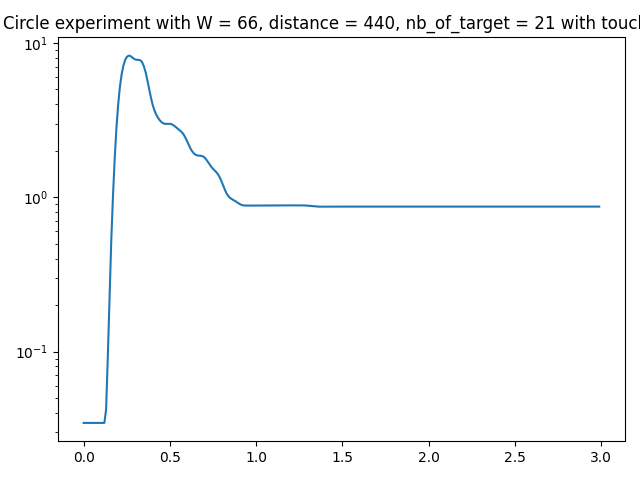 Circle experiment with W = 66, distance = 440, nb_of_target = 21 with touch
10¹
10⁰
10⁻¹
0.0 0.5 1.0 1.5 2.0 2.5 3.0